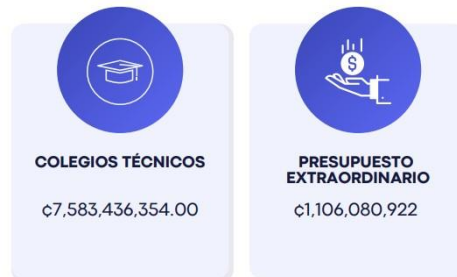 COLEGIOS TÉCNICOS
₡7,583,436,354.00
PRESUPUESTO
EXTRAORDINARIO
₡1,106,080,922